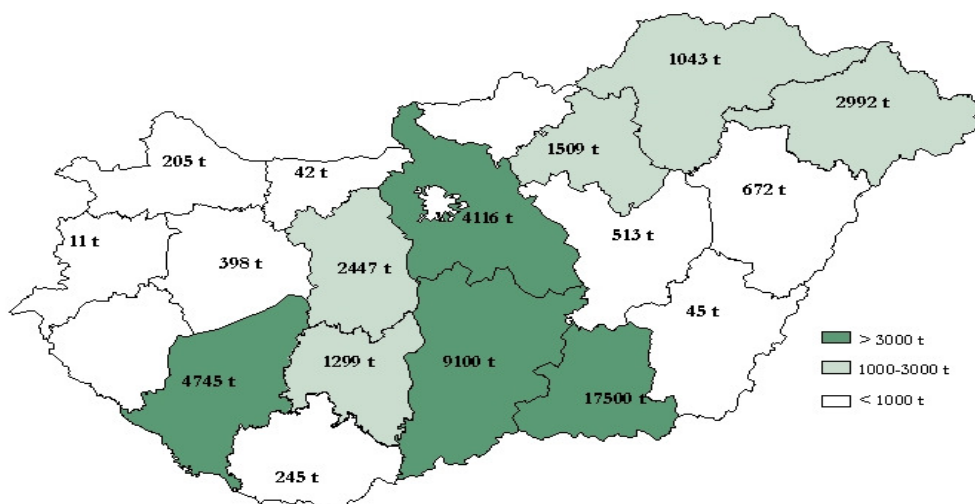 1043 t
2992 t
1509 t
205 t
42 t
672 t
4116 t
513 t
11 t
398 t
2447 t
45 t
1299 t
9100 t
4745 t
17500 t
245 t
> 3000 t
1000-3000 t
< 1000 t